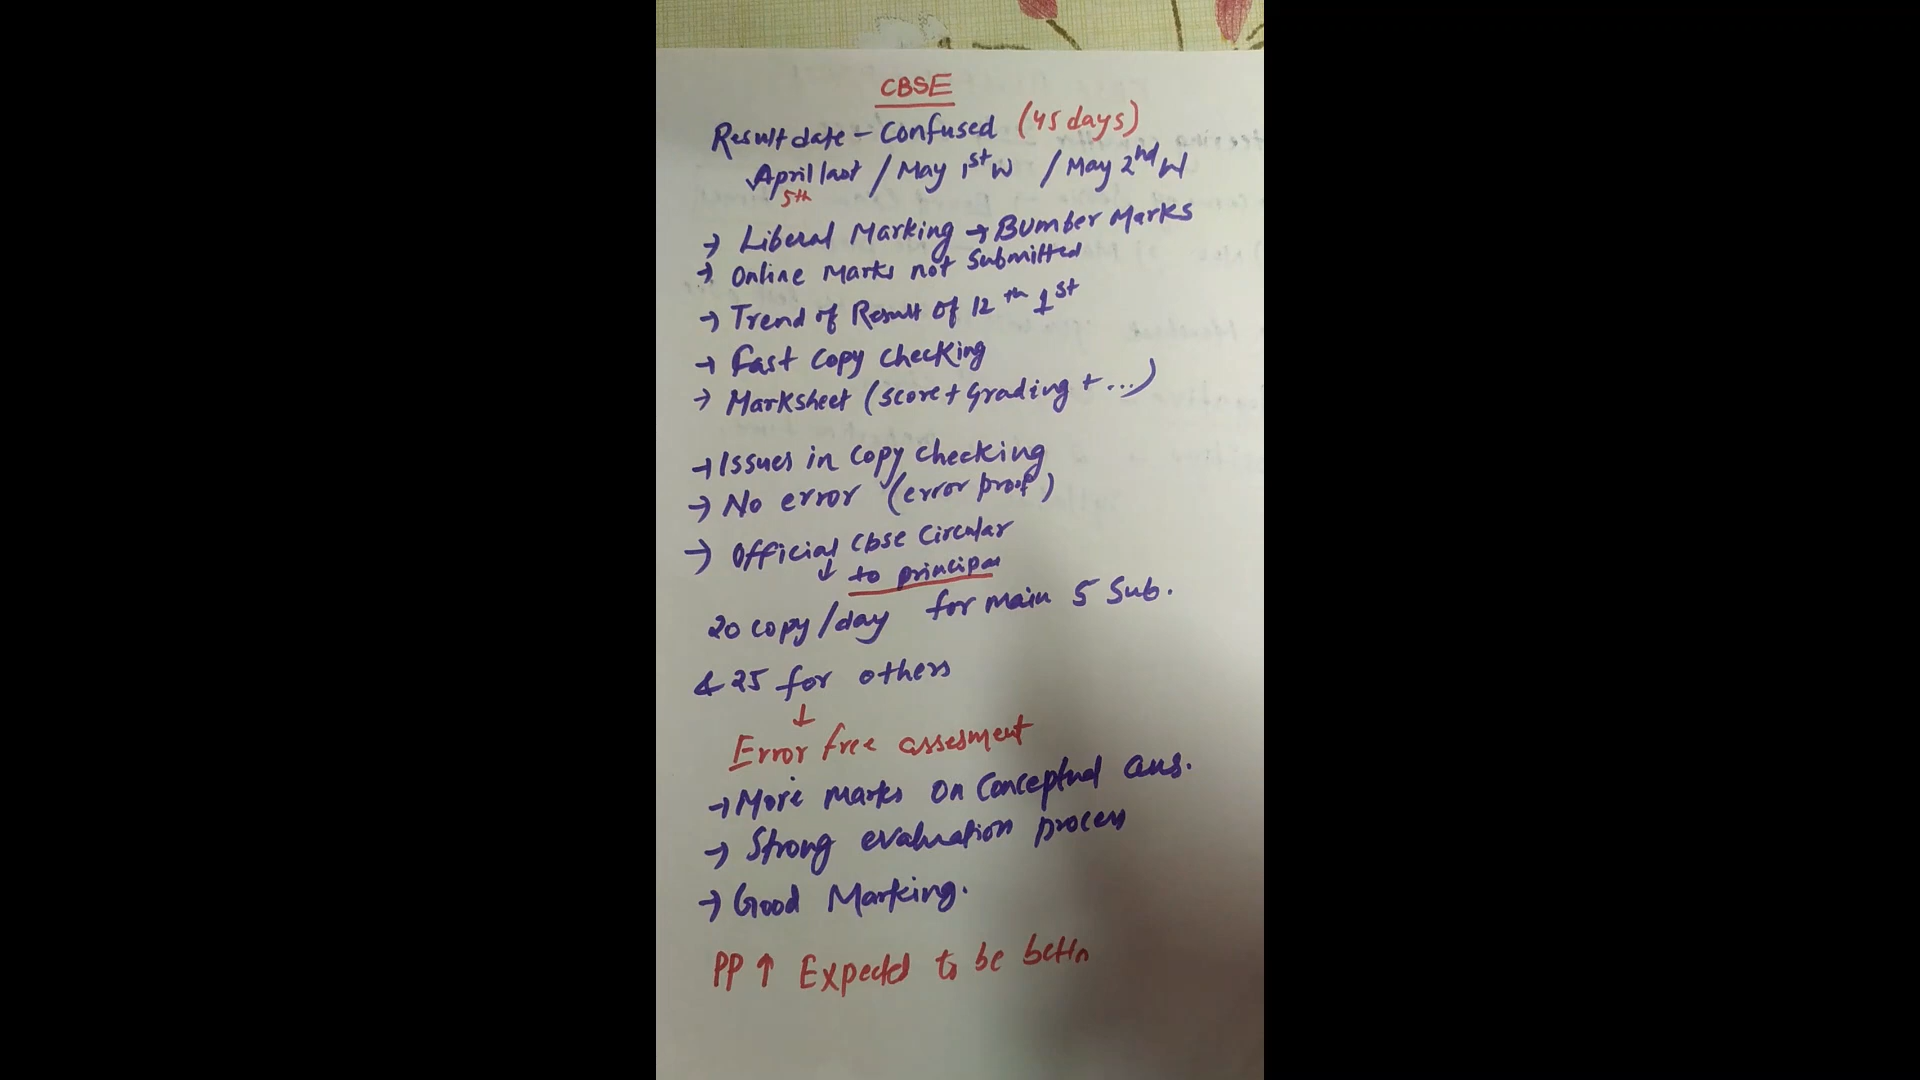 CBSE
Result date - Confused (45 days)
April last / May 1st W / May 2nd W
5th
→ Liberal Marking → Bumber Marks
→ Online Marks not Submitted
→ Trend of Result of 12th 1st
→ Fast Copy Checking
→ Marksheet (score + Grading + ...)
→ Issues in Copy Checking
→ No error (error proof)
→ Official Cbse Circular
↓ to principal
20 copy/day for main 5 Sub.
& 25 for others
↓
Error free assesment
→ More marks on Conceptual ans.
→ Strong evaluation process
→ Good Marking.
PP ↑ Expected to be better